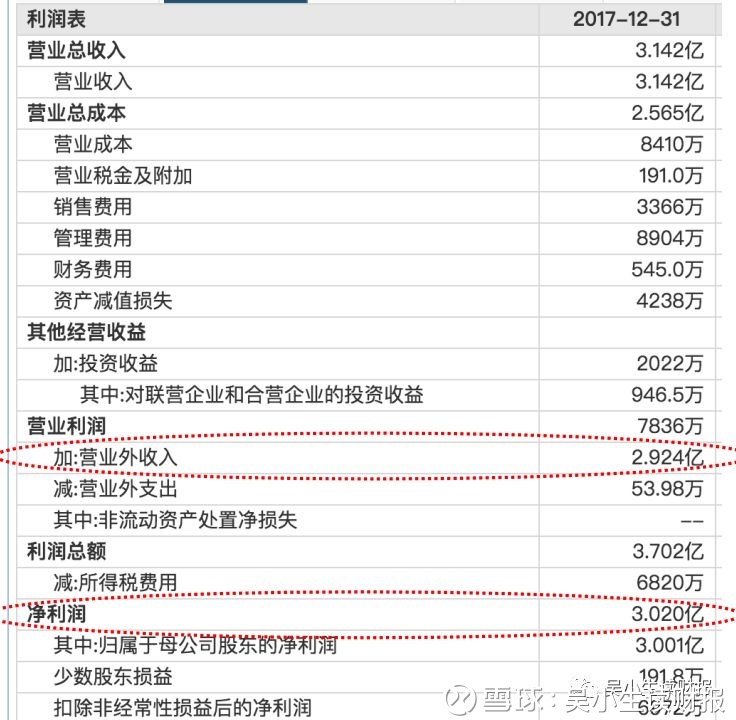 利润表 2017-12-31
营业总收入 3.142亿
营业收入 3.142亿
营业总成本 2.565亿
营业成本 8410万
营业税金及附加 191.0万
销售费用 3366万
管理费用 8904万
财务费用 545.0万
资产减值损失 4238万
其他经营收益
加:投资收益 2022万
其中:对联营企业和合营企业的投资收益 946.5万
营业利润 7836万
加:营业外收入 2.924亿
减:营业外支出 53.98万
其中:非流动资产处置净损失 --
利润总额 3.702亿
减:所得税费用 6820万
净利润 3.020亿
其中:归属于母公司股东的净利润 3.001亿
少数股东损益 191.8万
扣除非经常性损益后的净利润
雪球:吴小生读财报